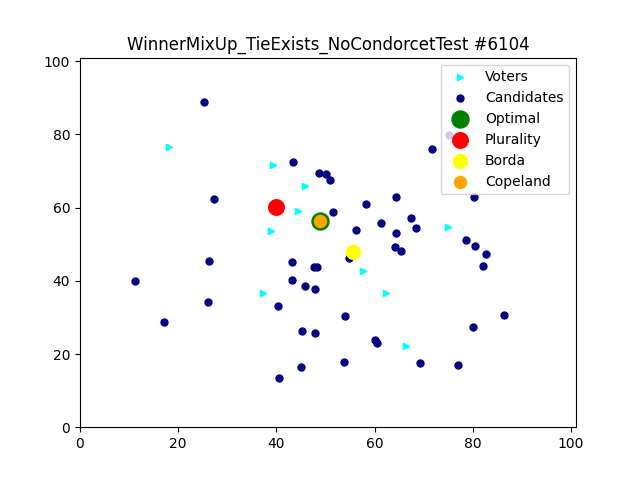 WinnerMixUp_TieExists_NoCondorcetTest #6104
Voters
Candidates
Optimal
Plurality
Borda
Copeland
100
80
60
40
20
0
0 20 40 60 80 100